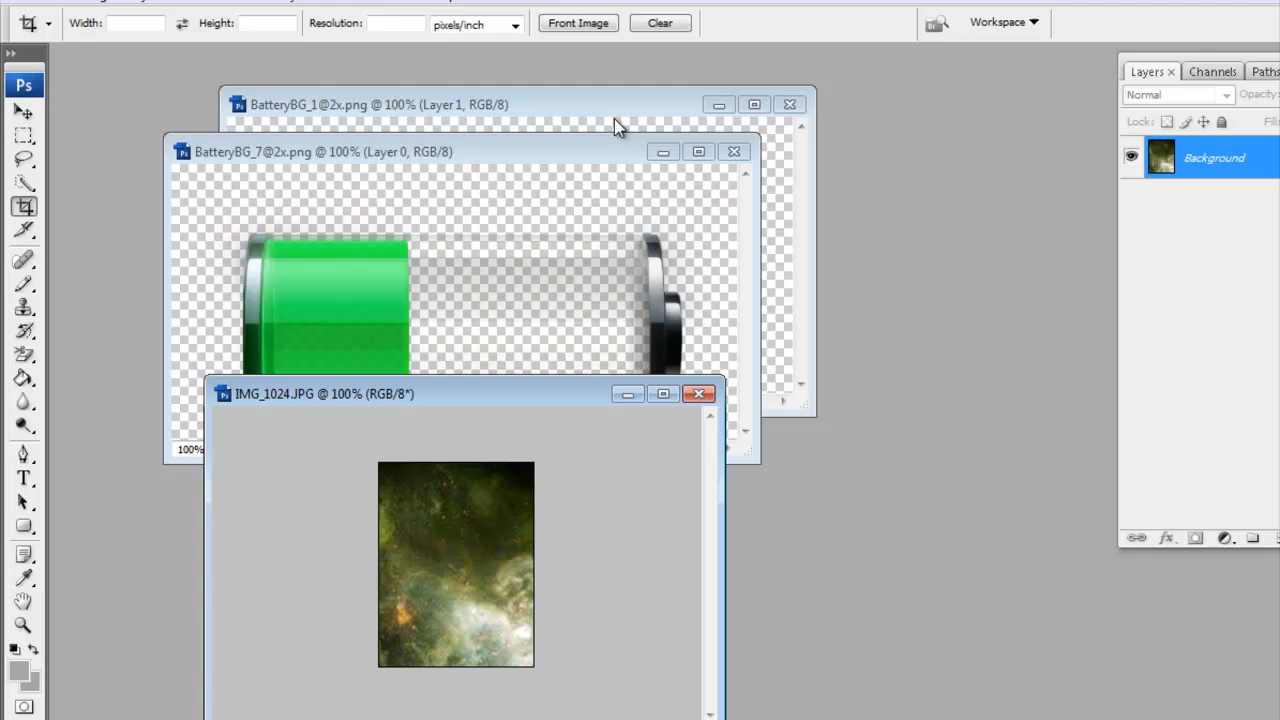 Width: Height: Resolution: pixels/inch Front Image Clear Workspace
Ps
Layers Channels Paths
Normal Opacity
Lock: Fill
Background
BatteryBG_1@2x.png @ 100% (Layer 1, RGB/8)
BatteryBG_7@2x.png @ 100% (Layer 0, RGB/8)
IMG_1024.JPG @ 100% (RGB/8*)
100%
T